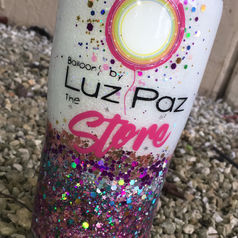 Balloons by
Luz Paz
the
Store